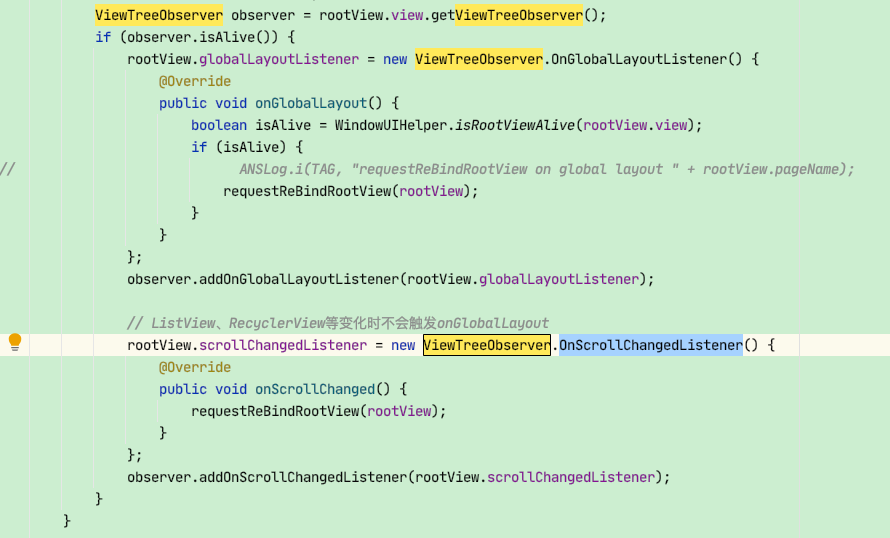 ViewTreeObserver observer = rootView.view.getViewTreeObserver();
if (observer.isAlive()) {
rootView.globalLayoutListener = new ViewTreeObserver.OnGlobalLayoutListener() {
@Override
public void onGlobalLayout() {
boolean isAlive = WindowUIHelper.isRootViewAlive(rootView.view);
if (isAlive) {
// ANSLog.i(TAG, "requestReBindRootView on global layout " + rootView.pageName);
requestReBindRootView(rootView);
}
}
};
observer.addOnGlobalLayoutListener(rootView.globalLayoutListener);
// ListView、RecyclerView等变化时不会触发onGlobalLayout
rootView.scrollChangedListener = new ViewTreeObserver.OnScrollChangedListener() {
@Override
public void onScrollChanged() {
requestReBindRootView(rootView);
}
};
observer.addOnScrollChangedListener(rootView.scrollChangedListener);
}
}